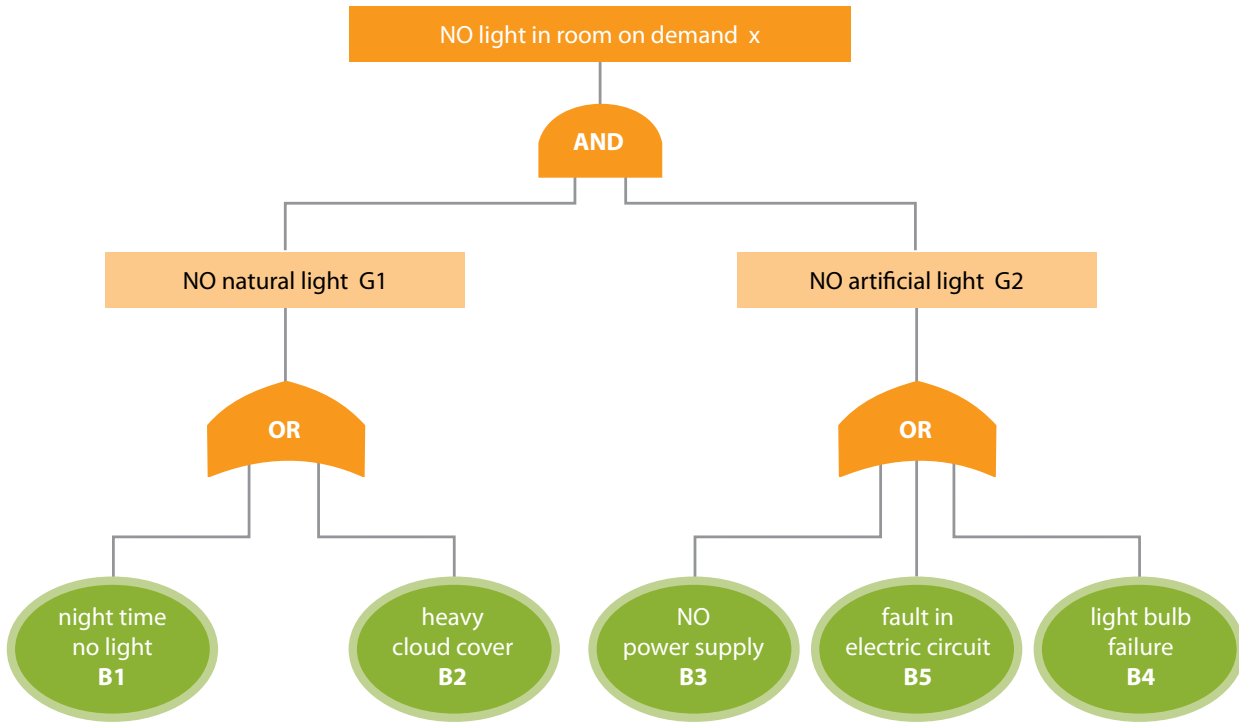 NO light in room on demand x
AND
NO natural light G1
NO artificial light G2
OR
OR
night time
no light
B1
heavy
cloud cover
B2
NO
power supply
B3
fault in
electric circuit
B5
light bulb
failure
B4